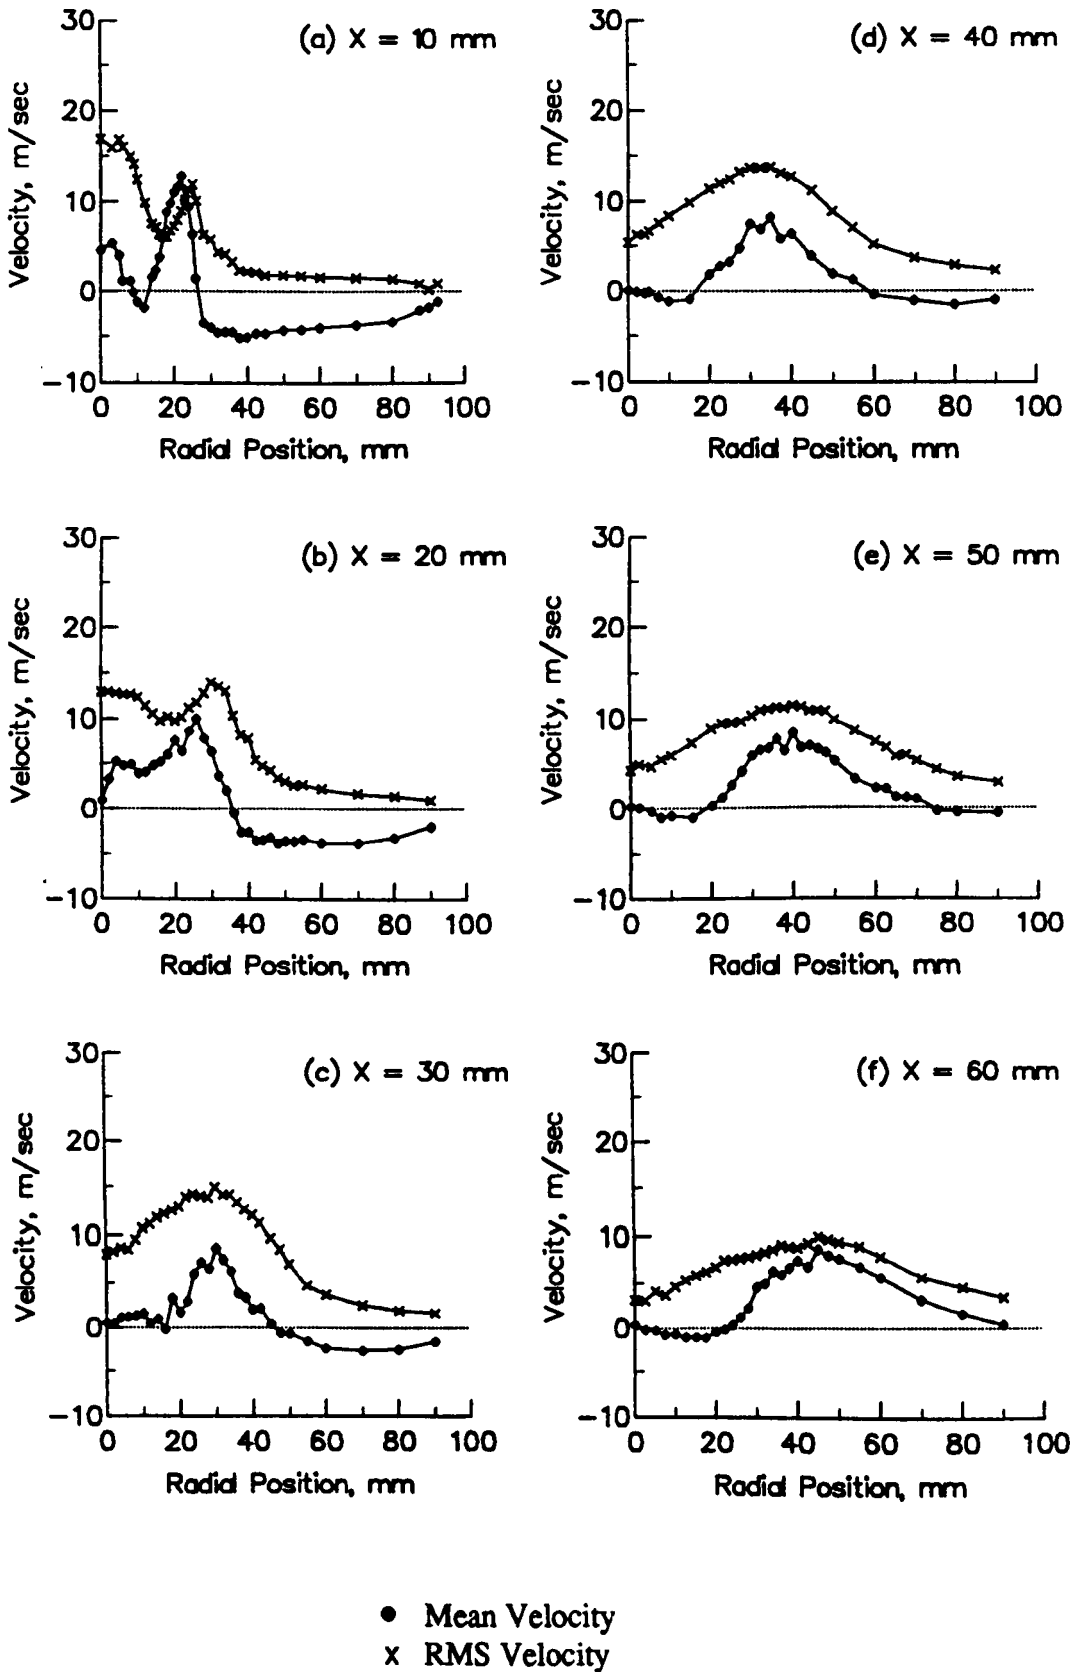 (a) X = 10 mm
Velocity, m/sec
30
20
10
0
-10
0 20 40 60 80 100
Radial Position, mm
(d) X = 40 mm
Velocity, m/sec
30
20
10
0
-10
0 20 40 60 80 100
Radial Position, mm
(b) X = 20 mm
Velocity, m/sec
30
20
10
0
-10
0 20 40 60 80 100
Radial Position, mm
(e) X = 50 mm
Velocity, m/sec
30
20
10
0
-10
0 20 40 60 80 100
Radial Position, mm
(c) X = 30 mm
Velocity, m/sec
30
20
10
0
-10
0 20 40 60 80 100
Radial Position, mm
(f) X = 60 mm
Velocity, m/sec
30
20
10
0
-10
0 20 40 60 80 100
Radial Position, mm
● Mean Velocity
x RMS Velocity